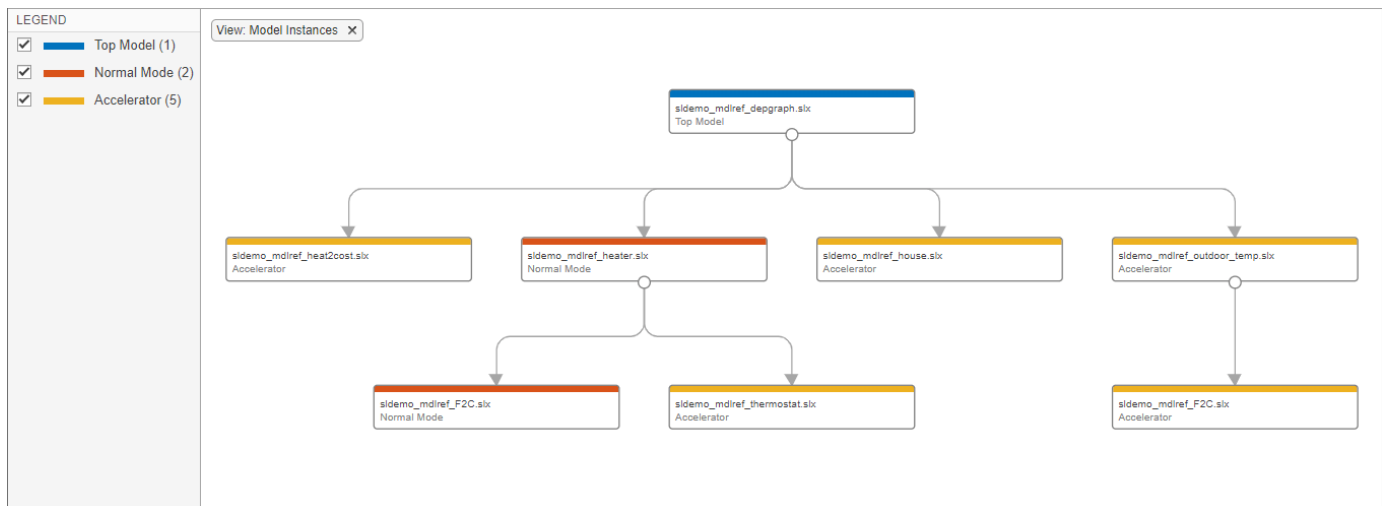 LEGEND
Top Model (1)
Normal Mode (2)
Accelerator (5)
View: Model Instances ✕
sldemo_mdlref_depgraph.slx
Top Model
sldemo_mdlref_heat2cost.slx
Accelerator
sldemo_mdlref_heater.slx
Normal Mode
sldemo_mdlref_house.slx
Accelerator
sldemo_mdlref_outdoor_temp.slx
Accelerator
sldemo_mdlref_F2C.slx
Normal Mode
sldemo_mdlref_thermostat.slx
Accelerator
sldemo_mdlref_F2C.slx
Accelerator